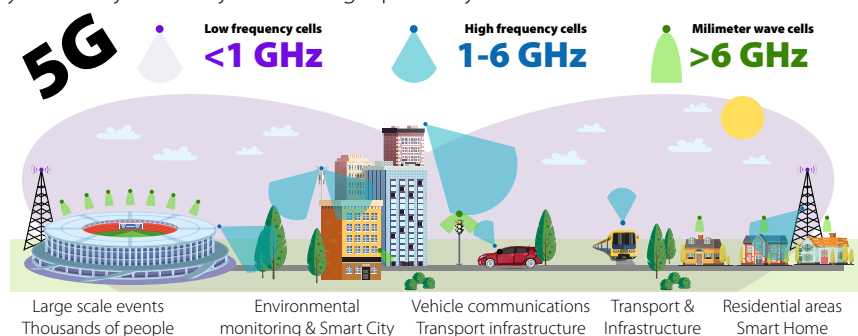 5G
Low frequency cells
<1 GHz
High frequency cells
1-6 GHz
Milimeter wave cells
>6 GHz
Large scale events
Thousands of people
Environmental
monitoring & Smart City
Vehicle communications
Transport infrastructure
Transport &
Infrastructure
Residential areas
Smart Home